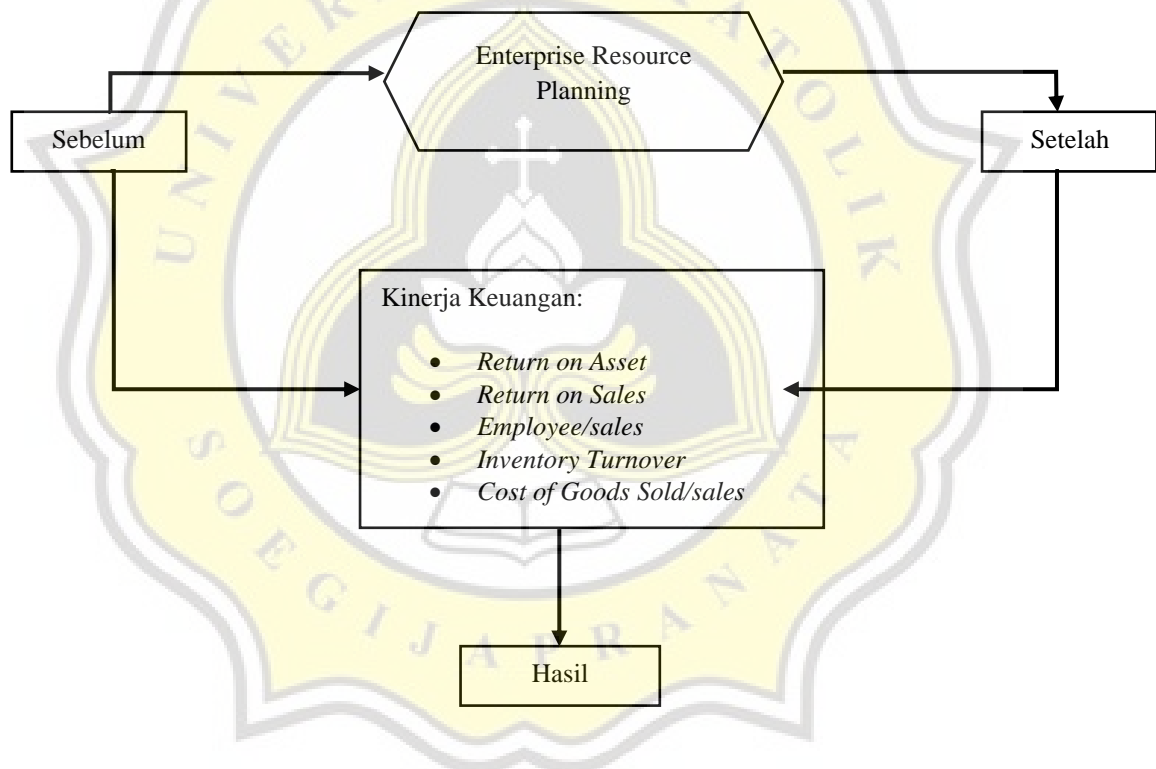 Enterprise Resource
Planning
Sebelum
Setelah
Kinerja Keuangan:
• Return on Asset
• Return on Sales
• Employee/sales
• Inventory Turnover
• Cost of Goods Sold/sales
Hasil
SOEGIJAPRANATA